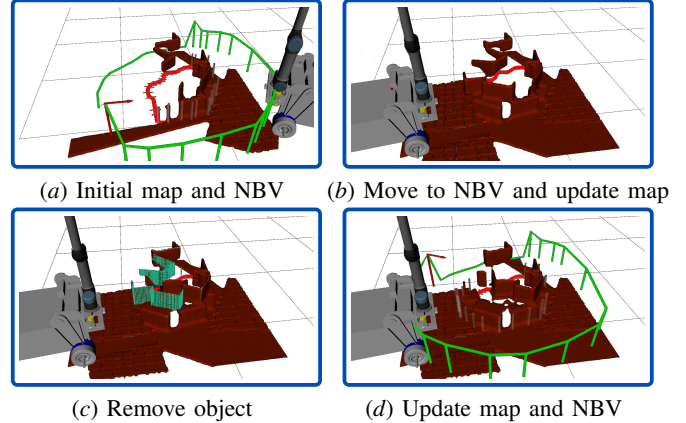 (a) Initial map and NBV
(b) Move to NBV and update map
(c) Remove object
(d) Update map and NBV